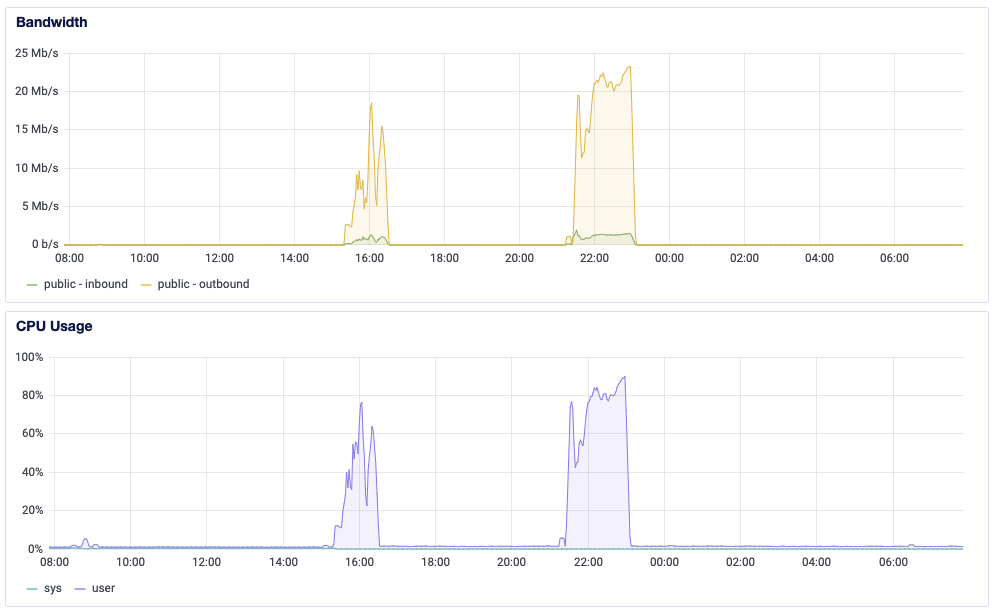 Bandwidth
25 Mb/s
20 Mb/s
15 Mb/s
10 Mb/s
5 Mb/s
0 b/s
08:00 10:00 12:00 14:00 16:00 18:00 20:00 22:00 00:00 02:00 04:00 06:00
public - inbound public - outbound
CPU Usage
100%
80%
60%
40%
20%
0%
08:00 10:00 12:00 14:00 16:00 18:00 20:00 22:00 00:00 02:00 04:00 06:00
sys user